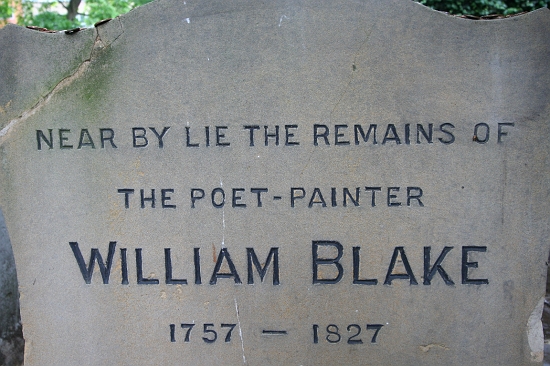 NEAR BY LIE THE REMAINS OF
THE POET-PAINTER
WILLIAM BLAKE
1757 — 1827